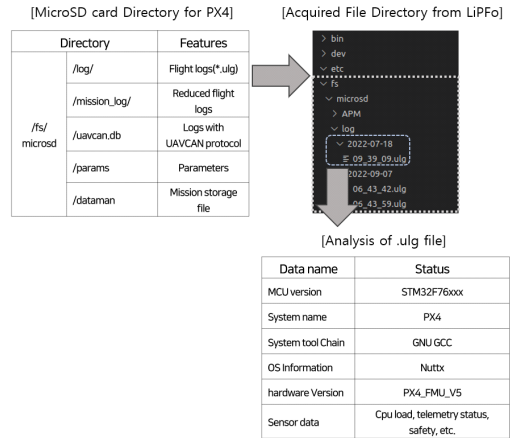 [MicroSD card Directory for PX4]
[Acquired File Directory from LiPFo]
Directory
Features
/fs/
microsd
/log/
Flight logs(*.ulg)
/mission_log/
Reduced flight
logs
/uavcan.db
Logs with
UAVCAN protocol
/params
Parameters
/dataman
Mission storage
file
> bin
> dev
∨ etc
∨ fs
∨ microsd
> APM
∨ log
∨ 2022-07-18
09_39_09.ulg
2022-09-07
06_43_42.ulg
06_43_59.ulg
[Analysis of .ulg file]
Data name
Status
MCU version
STM32F76xxx
System name
PX4
System tool Chain
GNU GCC
OS Information
Nuttx
hardware Version
PX4_FMU_V5
Sensor data
Cpu load, telemetry status,
safety, etc.